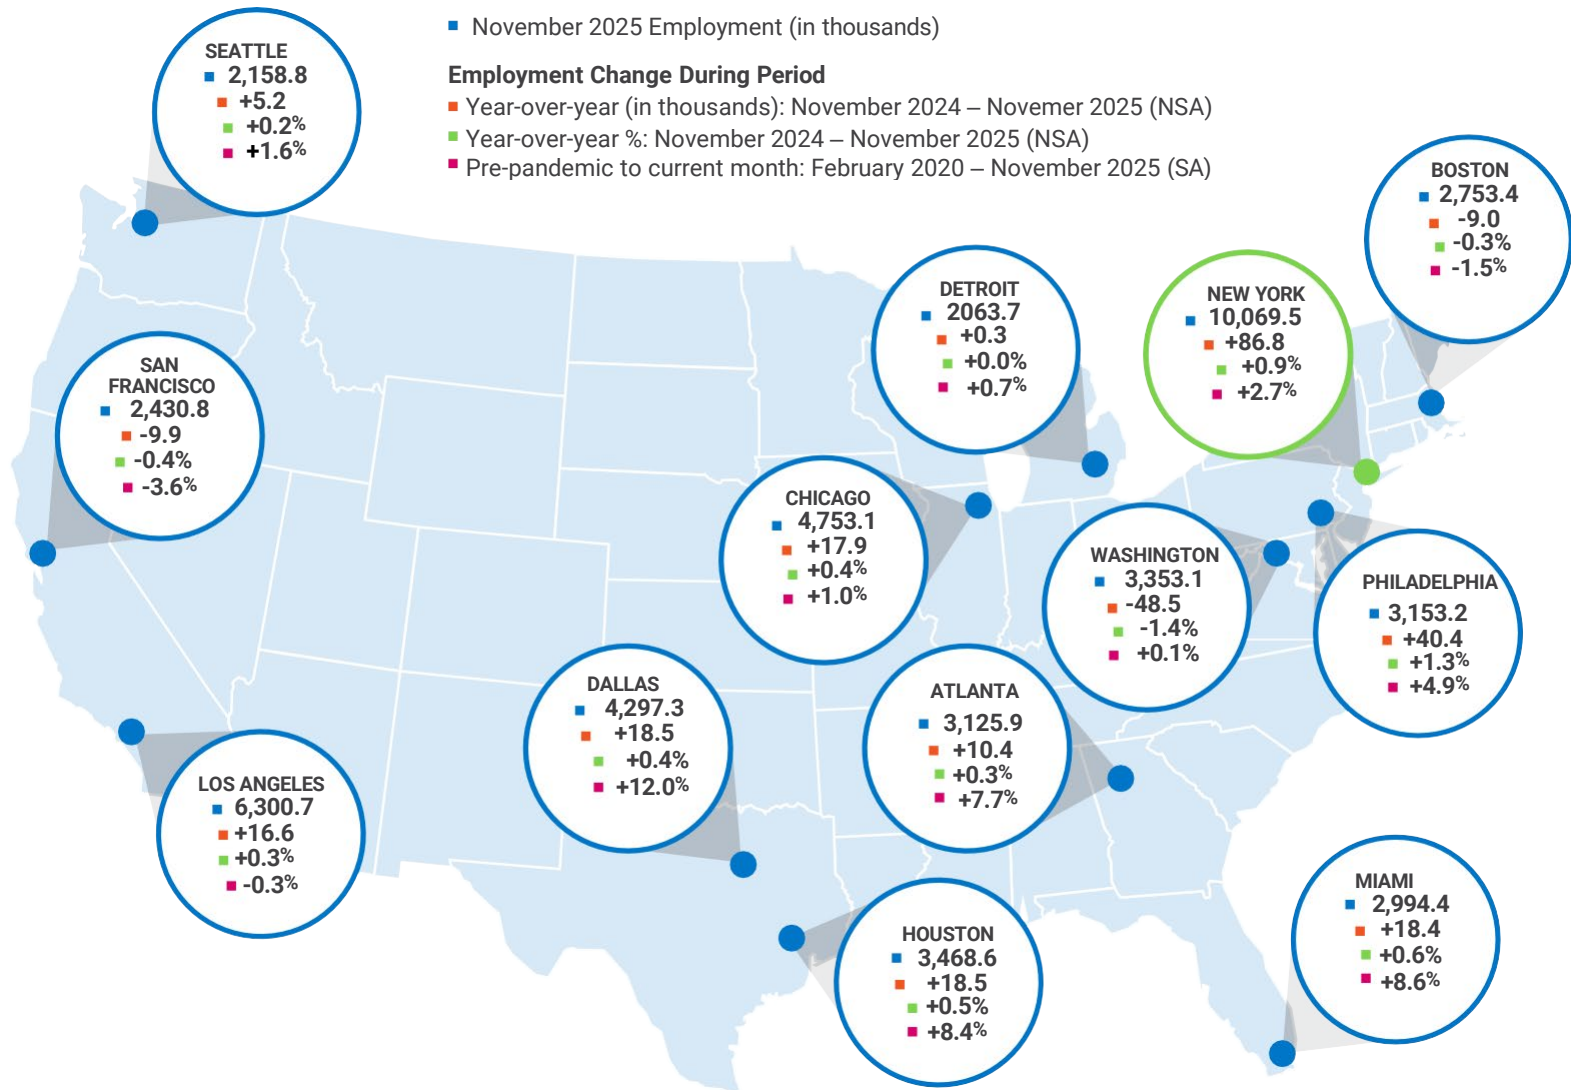 November 2025 Employment (in thousands)
Employment Change During Period
Year-over-year (in thousands): November 2024 – Novemer 2025 (NSA)
Year-over-year %: November 2024 – November 2025 (NSA)
Pre-pandemic to current month: February 2020 – November 2025 (SA)
SEATTLE
2,158.8
+5.2
+0.2%
+1.6%
BOSTON
2,753.4
-9.0
-0.3%
-1.5%
DETROIT
2063.7
+0.3
+0.0%
+0.7%
NEW YORK
10,069.5
+86.8
+0.9%
+2.7%
SAN
FRANCISCO
2,430.8
-9.9
-0.4%
-3.6%
CHICAGO
4,753.1
+17.9
+0.4%
+1.0%
WASHINGTON
3,353.1
-48.5
-1.4%
+0.1%
PHILADELPHIA
3,153.2
+40.4
+1.3%
+4.9%
DALLAS
4,297.3
+18.5
+0.4%
+12.0%
ATLANTA
3,125.9
+10.4
+0.3%
+7.7%
LOS ANGELES
6,300.7
+16.6
+0.3%
-0.3%
HOUSTON
3,468.6
+18.5
+0.5%
+8.4%
MIAMI
2,994.4
+18.4
+0.6%
+8.6%